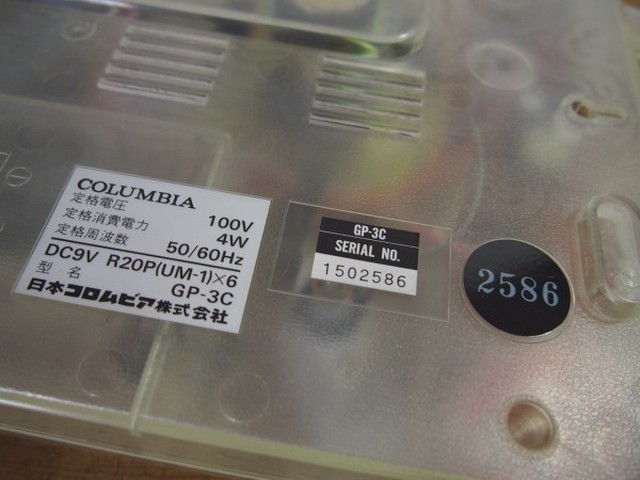 COLUMBIA
定格電圧 100V
定格消費電力 4W
定格周波数 50/60Hz
DC9V R20P(UM-1)×6
型 名 GP-3C
日本コロムビア株式会社
GP-3C
SERIAL NO.
1502586
2586